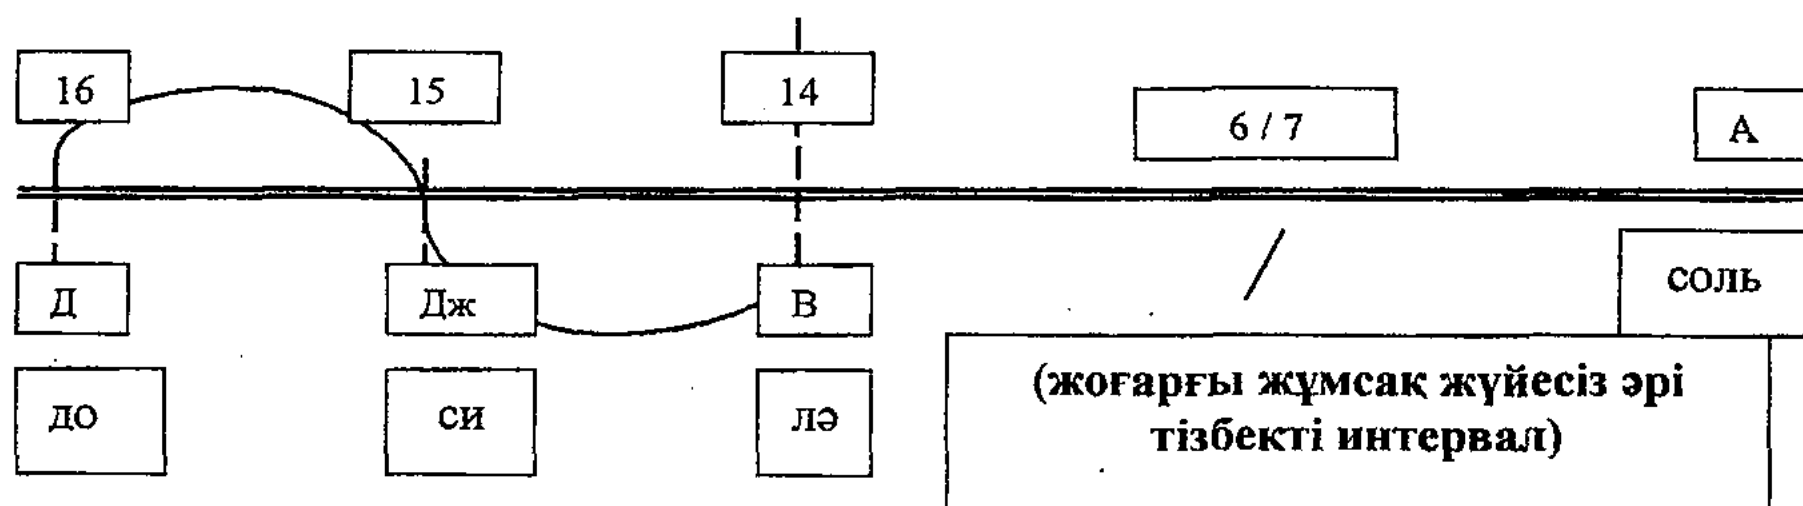 16 15 14 6 / 7 А
Д Дж В соль
до си лә
(жоғарғы жұмсақ жүйесіз әрі
тізбекті интервал)